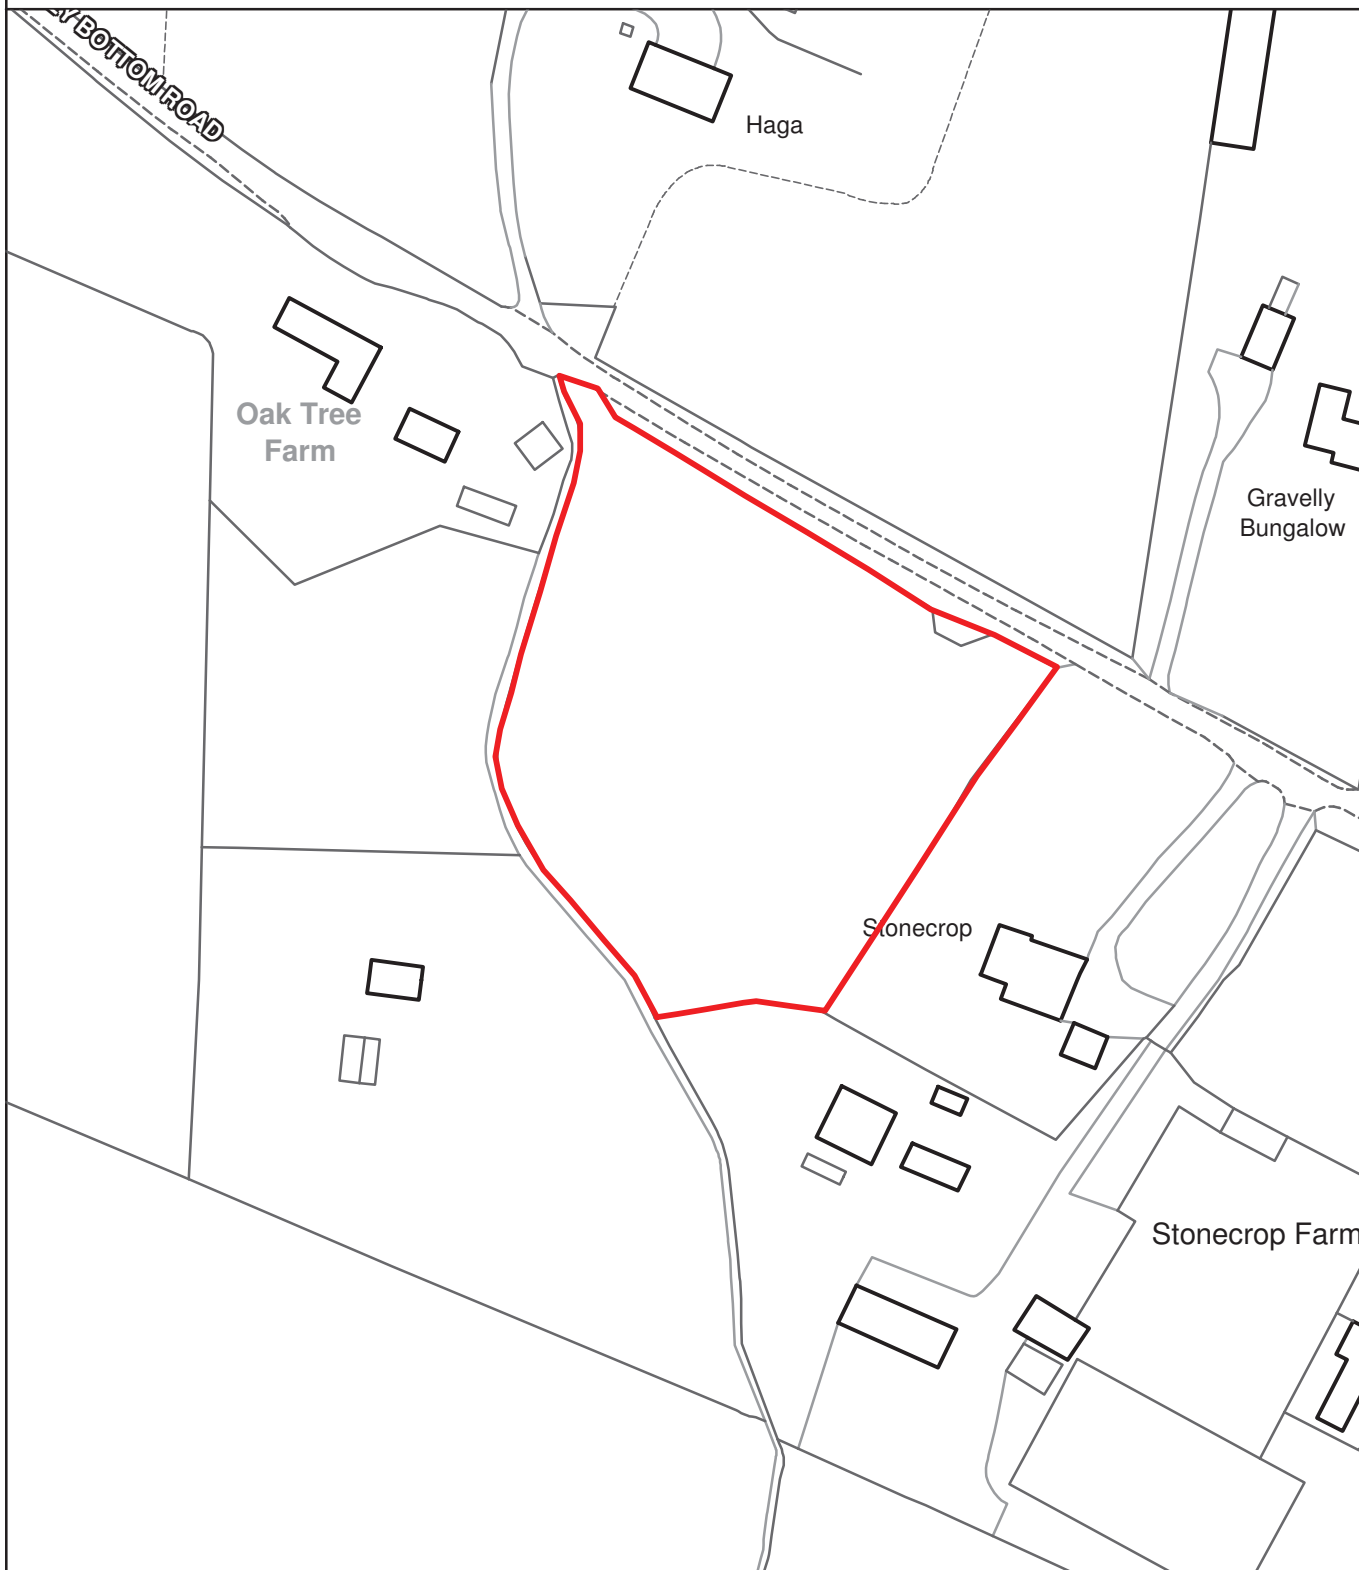 BOTTOM ROAD
Haga
Oak Tree
Farm
Gravelly
Bungalow
Stonecrop
Stonecrop Farm